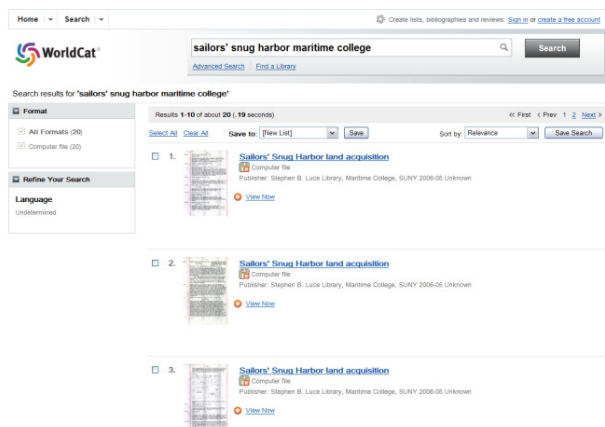 Home Search Create lists, bibliographies and reviews: Sign in or create a free account
WorldCat
sailors' snug harbor maritime college Search
Advanced Search Find a Library
Search results for 'sailors' snug harbor maritime college'
Format
All Formats (20)
Computer file (20)
Refine Your Search
Language
Undetermined
Results 1-10 of about 20 (.19 seconds) « First < Prev 1 2 Next >
Select All Clear All Save to: [New List] Save Sort by: Relevance Save Search
1. Sailors' Snug Harbor land acquisition
Computer file
Publisher: Stephen B. Luce Library, Maritime College, SUNY 2006-05 Unknown
View Now
2. Sailors' Snug Harbor land acquisition
Computer file
Publisher: Stephen B. Luce Library, Maritime College, SUNY 2006-05 Unknown
View Now
3. Sailors' Snug Harbor land acquisition
Computer file
Publisher: Stephen B. Luce Library, Maritime College, SUNY 2006-05 Unknown
View Now